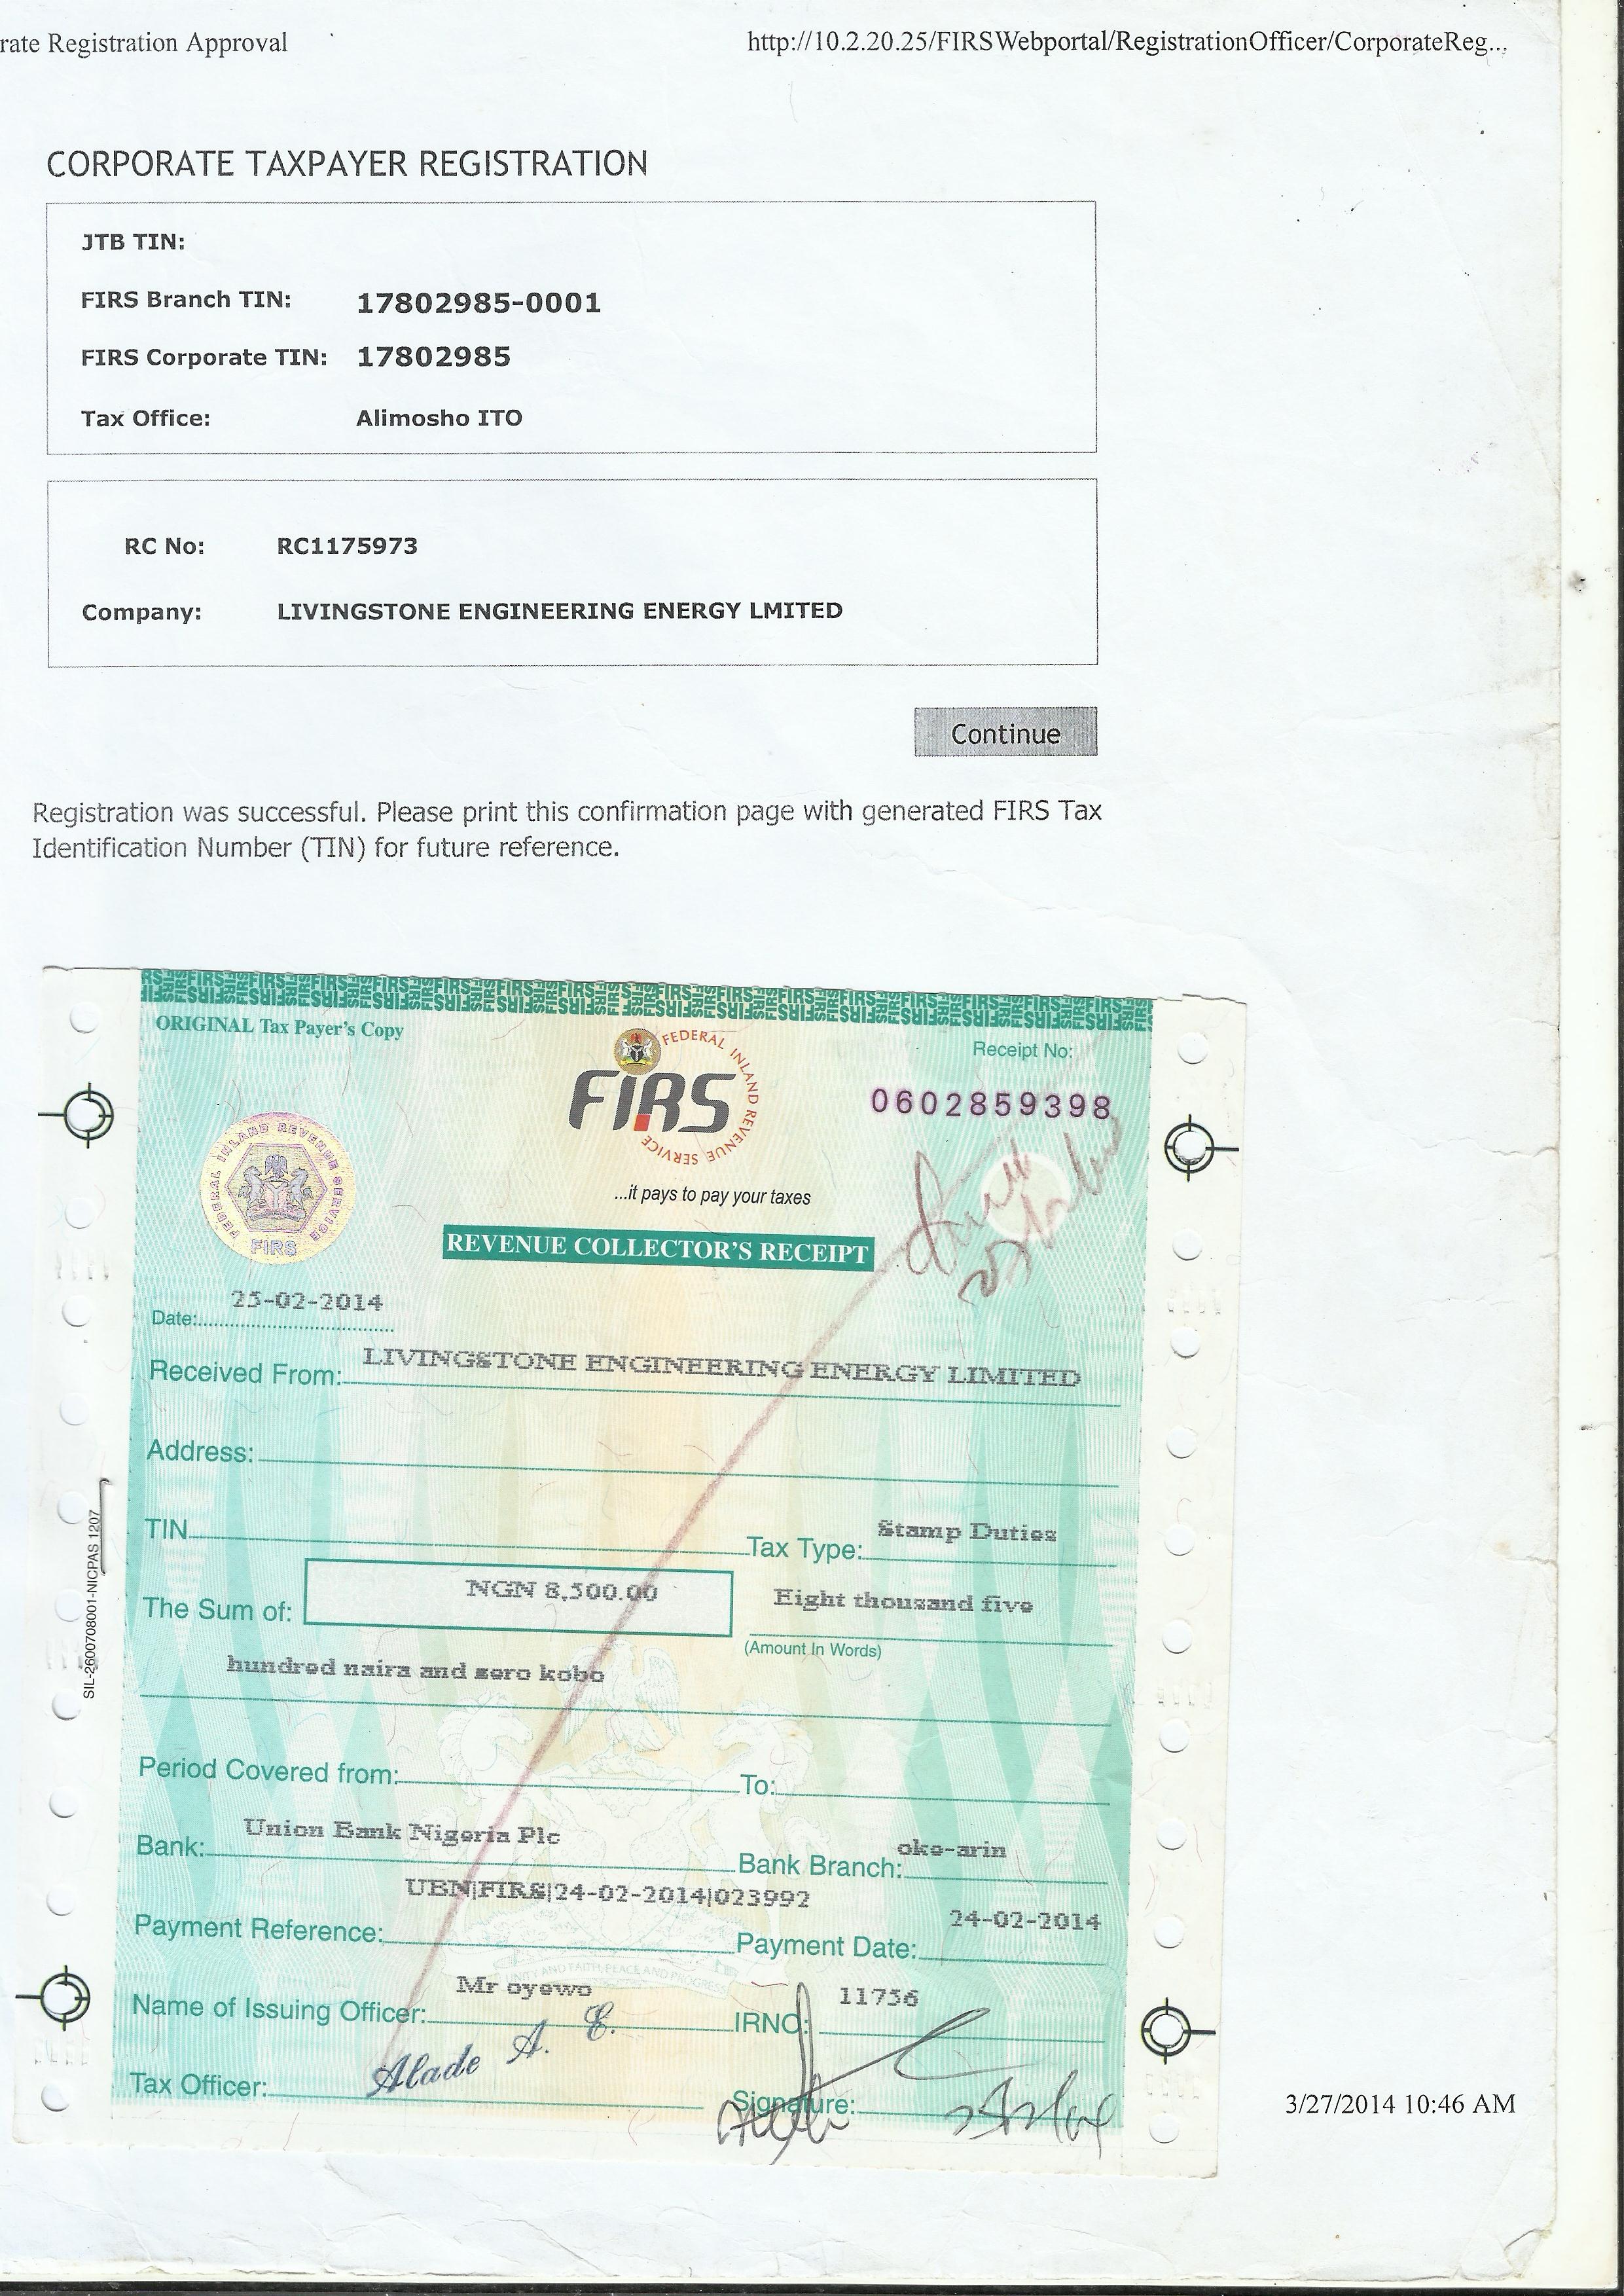 rate Registration Approval
http://10.2.20.25/FIRSWebportal/RegistrationOfficer/CorporateReg...
CORPORATE TAXPAYER REGISTRATION
JTB TIN:
FIRS Branch TIN: 17802985-0001
FIRS Corporate TIN: 17802985
Tax Office: Alimosho ITO
RC No: RC1175973
Company: LIVINGSTONE ENGINEERING ENERGY LMITED
Continue
Registration was successful. Please print this confirmation page with generated FIRS Tax
Identification Number (TIN) for future reference.
ORIGINAL Tax Payer's Copy
FIRS
FEDERAL INLAND REVENUE SERVICE
Receipt No:
0602859398
FEDERAL INLAND REVENUE SERVICE
FIRS
...it pays to pay your taxes
REVENUE COLLECTOR'S RECEIPT
Date: 25-02-2014
Received From: LIVINGSTONE ENGINEERING ENERGY LIMITED
Address:
TIN
Tax Type: Stamp Duties
The Sum of: NGN 8,500.00 Eight thousand five
(Amount In Words)
hundred naira and zero kobo
Period Covered from: To:
Bank: Union Bank Nigeria Plc Bank Branch: oke-arin
Payment Reference: UBN|FIRS|24-02-2014|023992 Payment Date: 24-02-2014
Name of Issuing Officer: Mr oyewo IRNO: 11756
Tax Officer: Alade A. E. Signature:
SIL-2600708001-NICPAS 1207
3/27/2014 10:46 AM